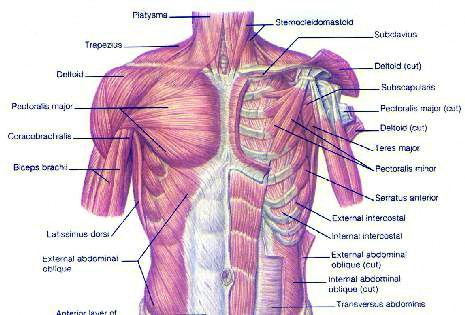 Platysma
Trapezius
Deltoid
Pectoralis major
Coracobrachialis
Biceps brachii
Latissimus dorsi
External abdominal
oblique
Anterior layer of
Sternocleidomastoid
Subclavius
Deltoid (cut)
Subscapularis
Pectoralis major (cut)
Deltoid (cut)
Teres major
Pectoralis minor
Serratus anterior
External intercostal
Internal intercostal
External abdominal
oblique (cut)
Internal abdominal
oblique (cut)
Transversus abdominis